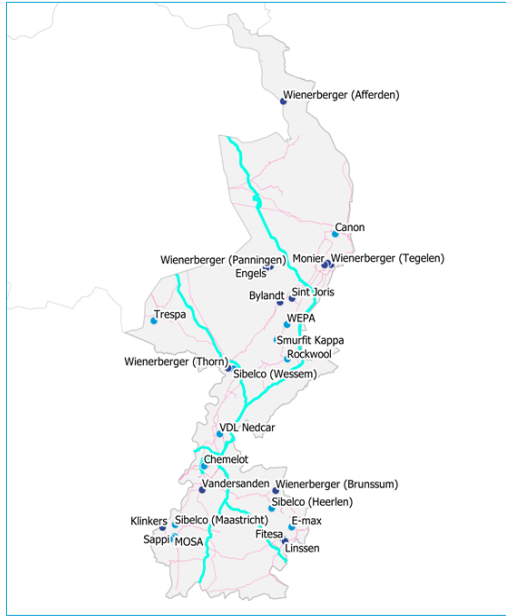 Wienerberger (Afferden)
Canon
Wienerberger (Panningen)
Monier
Wienerberger (Tegelen)
Engels
Bylandt
Sint Joris
Trespa
WEPA
Smurfit Kappa
Rockwool
Wienerberger (Thorn)
Sibelco (Wessem)
VDL Nedcar
Chemelot
Vandersanden
Wienerberger (Brunssum)
Sibelco (Heerlen)
Klinkers
Sibelco (Maastricht)
E-max
Sappi
MOSA
Fitesa
Linssen